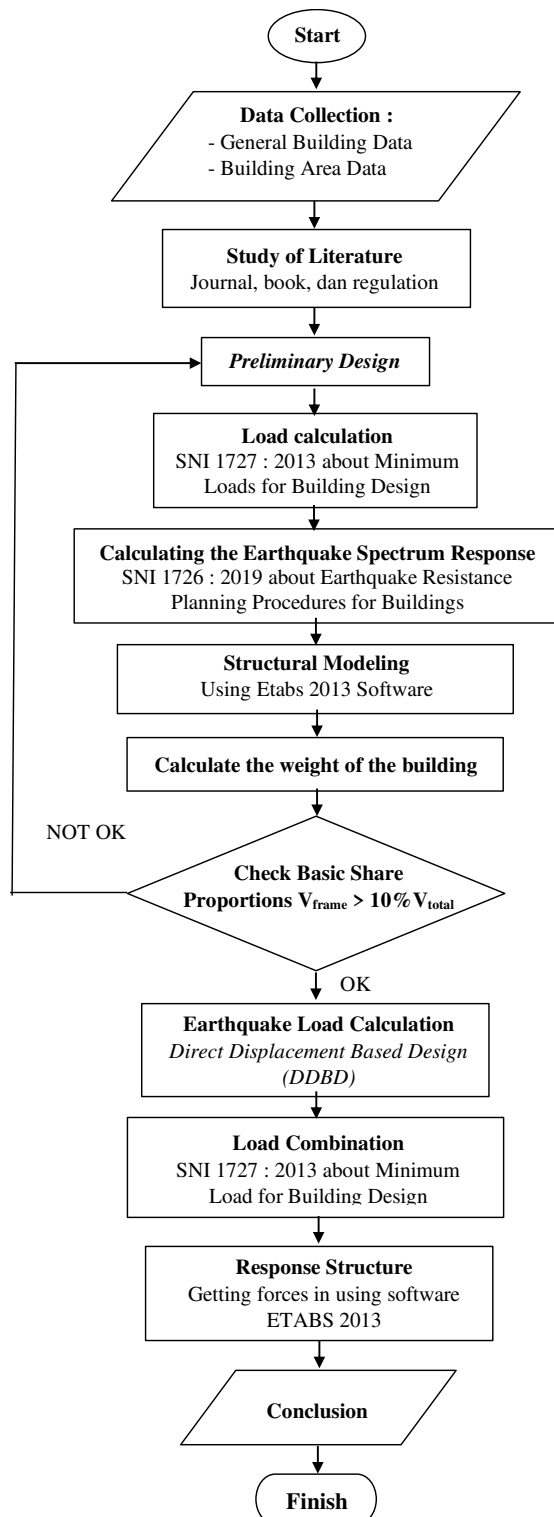 Start
Data Collection :
- General Building Data
- Building Area Data
Study of Literature
Journal, book, dan regulation
Preliminary Design
Load calculation
SNI 1727 : 2013 about Minimum
Loads for Building Design
Calculating the Earthquake Spectrum Response
SNI 1726 : 2019 about Earthquake Resistance
Planning Procedures for Buildings
Structural Modeling
Using Etabs 2013 Software
Calculate the weight of the building
NOT OK
Check Basic Share
Proportions Vframe > 10%Vtotal
OK
Earthquake Load Calculation
Direct Displacement Based Design
(DDBD)
Load Combination
SNI 1727 : 2013 about Minimum
Load for Building Design
Response Structure
Getting forces in using software
ETABS 2013
Conclusion
Finish